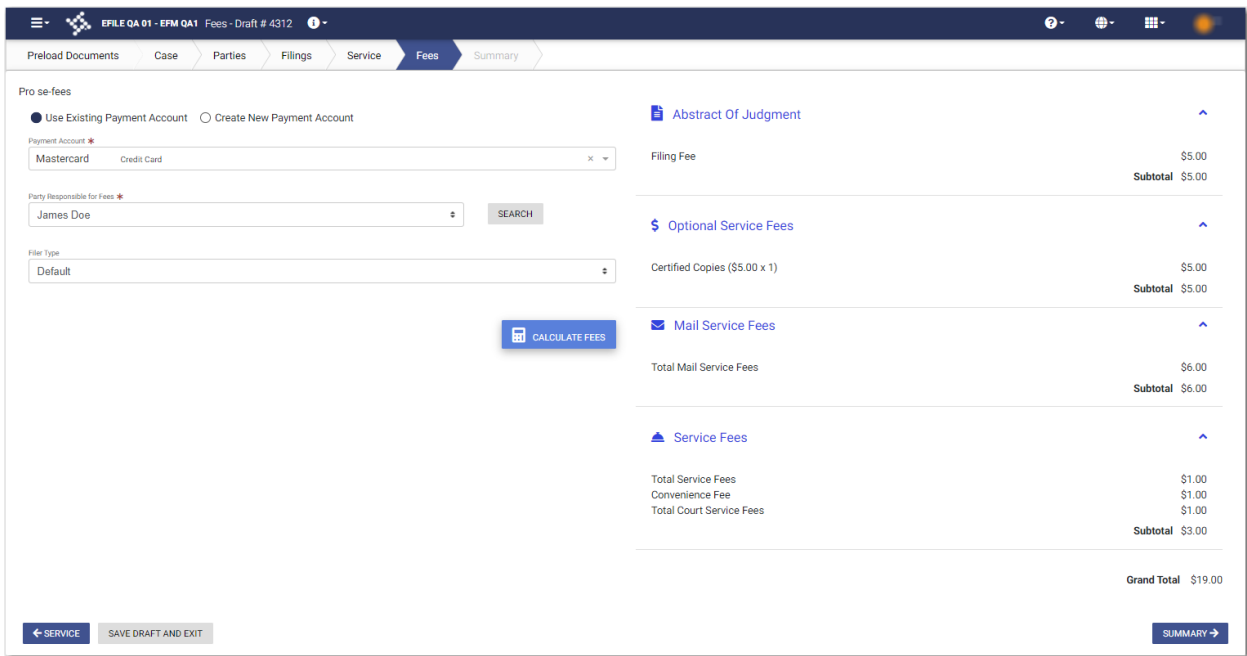 EFILE QA 01 - EFM QA1 Fees - Draft # 4312
Preload Documents Case Parties Filings Service Fees Summary
Pro se-fees
Use Existing Payment Account Create New Payment Account
Payment Account *
Mastercard Credit Card
Party Responsible for Fees *
James Doe
SEARCH
Filer Type
Default
CALCULATE FEES
Abstract Of Judgment
Filing Fee $5.00
Subtotal $5.00
Optional Service Fees
Certified Copies ($5.00 x 1) $5.00
Subtotal $5.00
Mail Service Fees
Total Mail Service Fees $6.00
Subtotal $6.00
Service Fees
Total Service Fees $1.00
Convenience Fee $1.00
Total Court Service Fees $1.00
Subtotal $3.00
Grand Total $19.00
SERVICE SAVE DRAFT AND EXIT SUMMARY